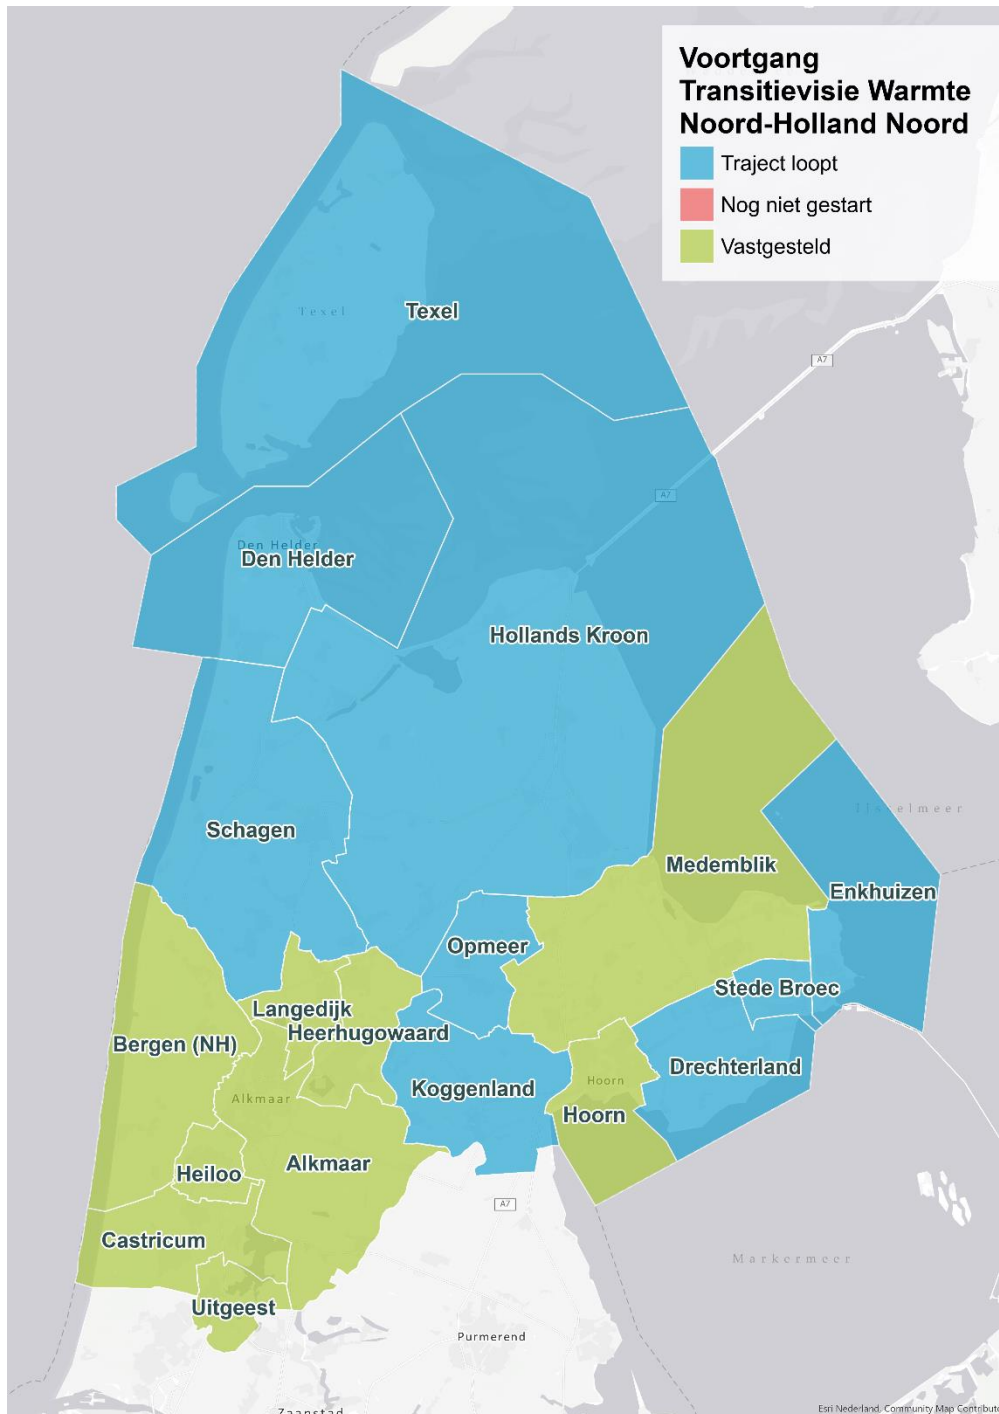 Voortgang
Transitievisie Warmte
Noord-Holland Noord
Traject loopt
Nog niet gestart
Vastgesteld
Texel
Texel
A7
A7
Den Helder
Den Helder
Hollands Kroon
IJsselmeer
Schagen
Medemblik
Enkhuizen
Opmeer
Stede Broec
Langedijk
Heerhugowaard
Bergen (NH)
Drechterland
Koggenland
Hoorn
Hoorn
Alkmaar
Alkmaar
Heiloo
A7
Castricum
Markermeer
Uitgeest
Purmerend
Zaanstad
Esri Nederland, Community Map Contribut